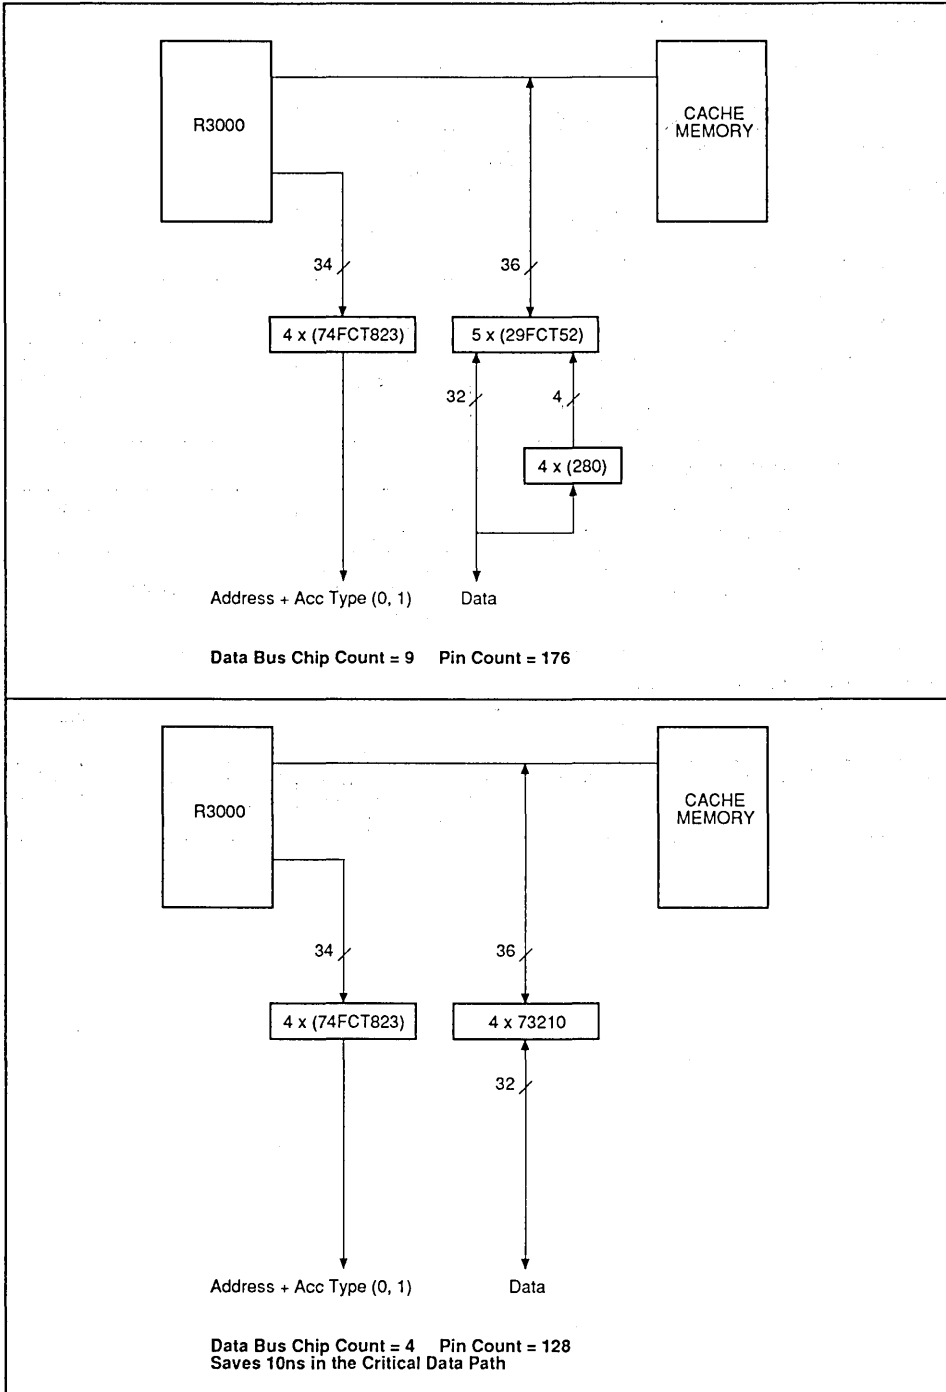 R3000
CACHE
MEMORY
34
36
4 x (74FCT823)
5 x (29FCT52)
32
4
4 x (280)
Address + Acc Type (0, 1)
Data
Data Bus Chip Count = 9 Pin Count = 176
R3000
CACHE
MEMORY
34
36
4 x (74FCT823)
4 x 73210
32
Address + Acc Type (0, 1)
Data
Data Bus Chip Count = 4 Pin Count = 128
Saves 10ns in the Critical Data Path